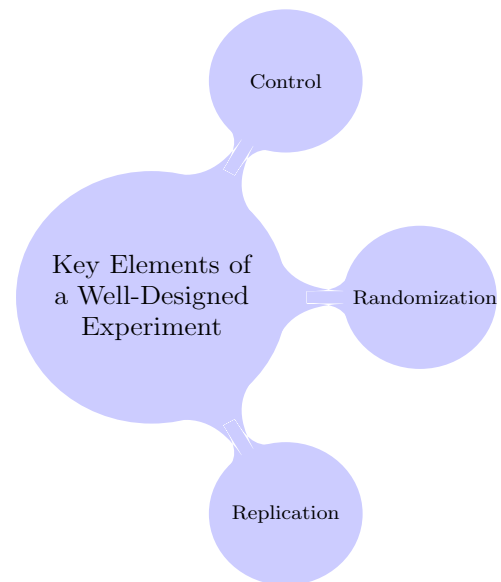 Control
Key Elements of
a Well-Designed
Experiment
Randomization
Replication